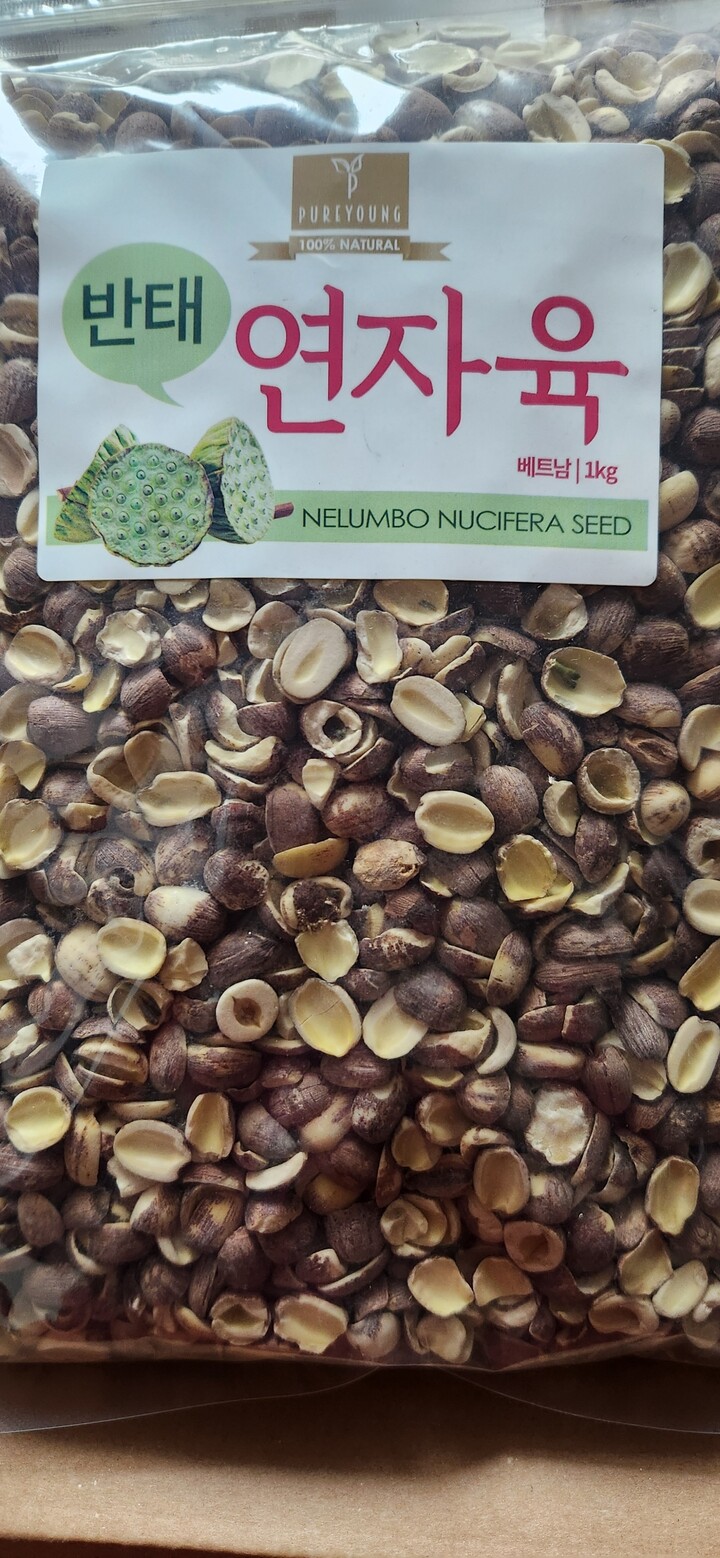 PUREYOUNG
100% NATURAL
반태
연자육
베트남 | 1kg
NELUMBO NUCIFERA SEED